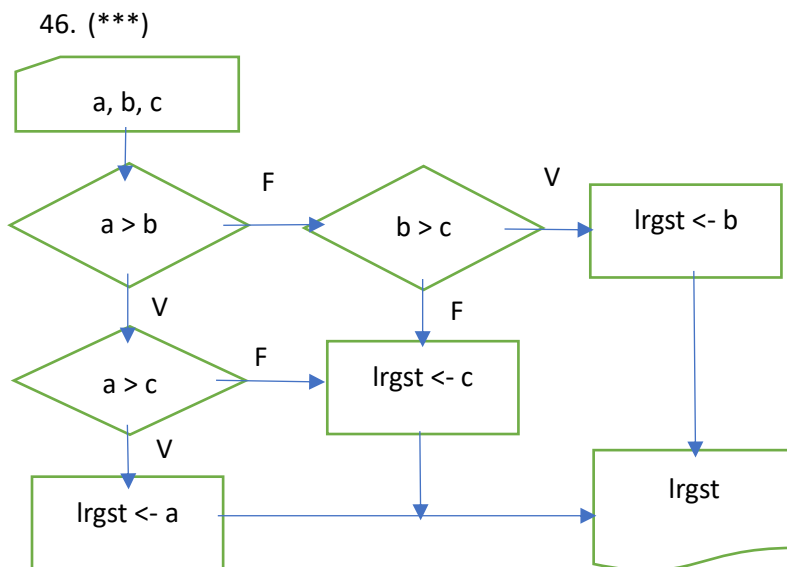 46. (***)
a, b, c
F
V
a > b
b > c
lrgst <- b
V
F
F
a > c
lrgst <- c
V
lrgst <- a
lrgst